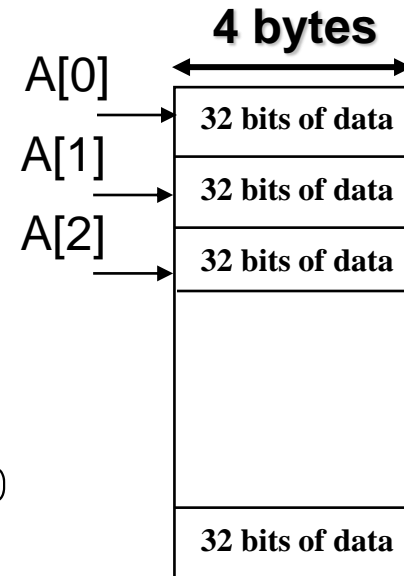 4 bytes
A[0]
32 bits of data
A[1]
32 bits of data
A[2]
32 bits of data
)
32 bits of data